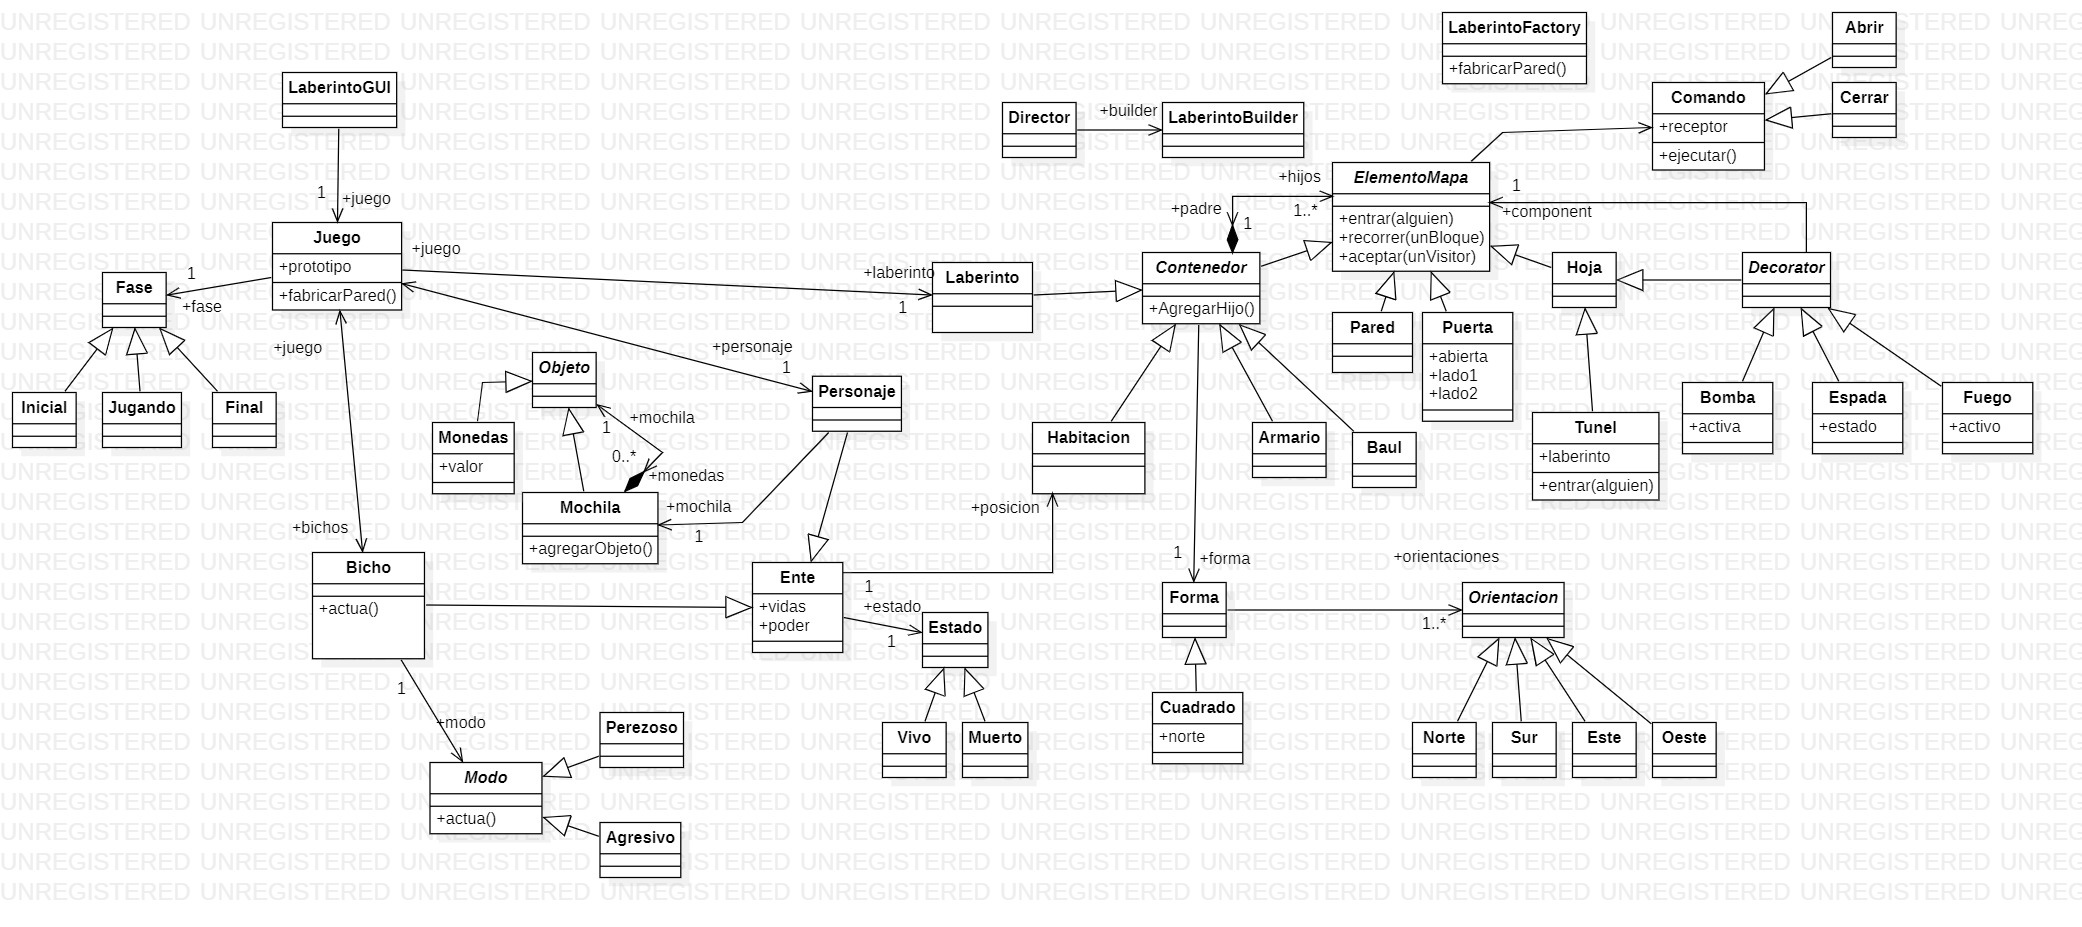 LaberintoFactory
+fabricarPared()
Abrir
Cerrar
Comando
+receptor
+ejecutar()
LaberintoGUI
1
+juego
Director
+builder
LaberintoBuilder
ElementoMapa
+entrar(alguien)
+recorrer(unBloque)
+aceptar(unVisitor)
+hijos
1..*
+padre
1
1
+component
Juego
+prototipo
+fabricarPared()
+juego
+laberinto
1
Laberinto
Contenedor
+AgregarHijo()
Hoja
Decorator
Fase
1
+fase
Inicial
Jugando
Final
+juego
+bichos
+personaje
1
Personaje
Objeto
Monedas
+valor
1
+mochila
0..*
+monedas
Mochila
+agregarObjeto()
+mochila
1
Pared
Puerta
+abierta
+lado1
+lado2
Bomba
+activa
Espada
+estado
Fuego
+activo
Tunel
+laberinto
+entrar(alguien)
Habitacion
Armario
Baul
+posicion
1
Bicho
+actua()
Ente
+vidas
+poder
+estado
1
Estado
Vivo
Muerto
1
+forma
Forma
+orientaciones
1..*
Orientacion
Cuadrado
+norte
Norte
Sur
Este
Oeste
1
+modo
Modo
+actua()
Perezoso
Agresivo
UNREGISTERED